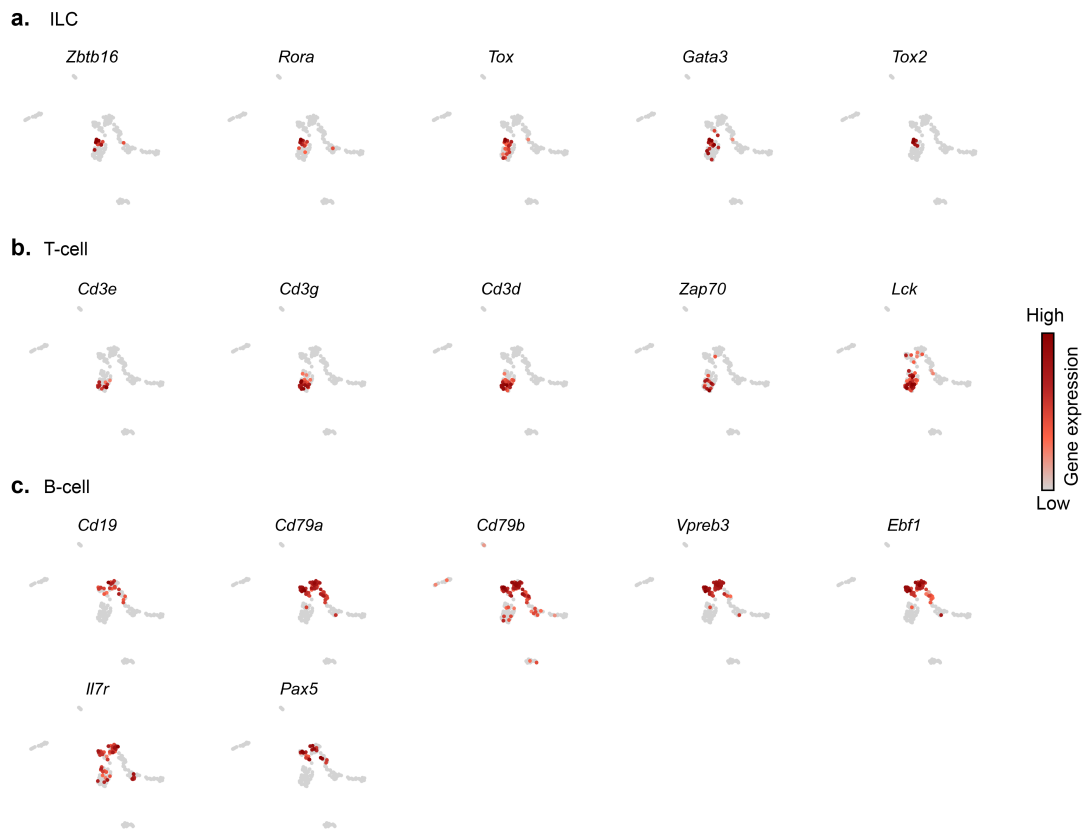 a. ILC
Zbtb16 Rora Tox Gata3 Tox2
b. T-cell
Cd3e Cd3g Cd3d Zap70 Lck
High
Gene expression
Low
c. B-cell
Cd19 Cd79a Cd79b Vpreb3 Ebf1
Il7r Pax5